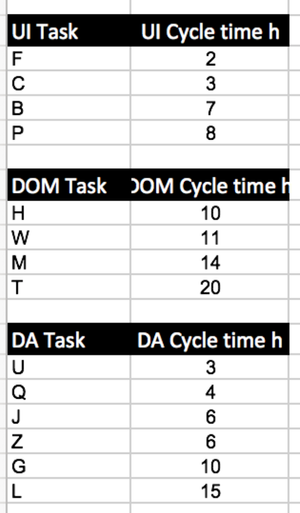 UI Task UI Cycle time h
F 2
C 3
B 7
P 8
DOM Task DOM Cycle time h
H 10
W 11
M 14
T 20
DA Task DA Cycle time h
U 3
Q 4
J 6
Z 6
G 10
L 15